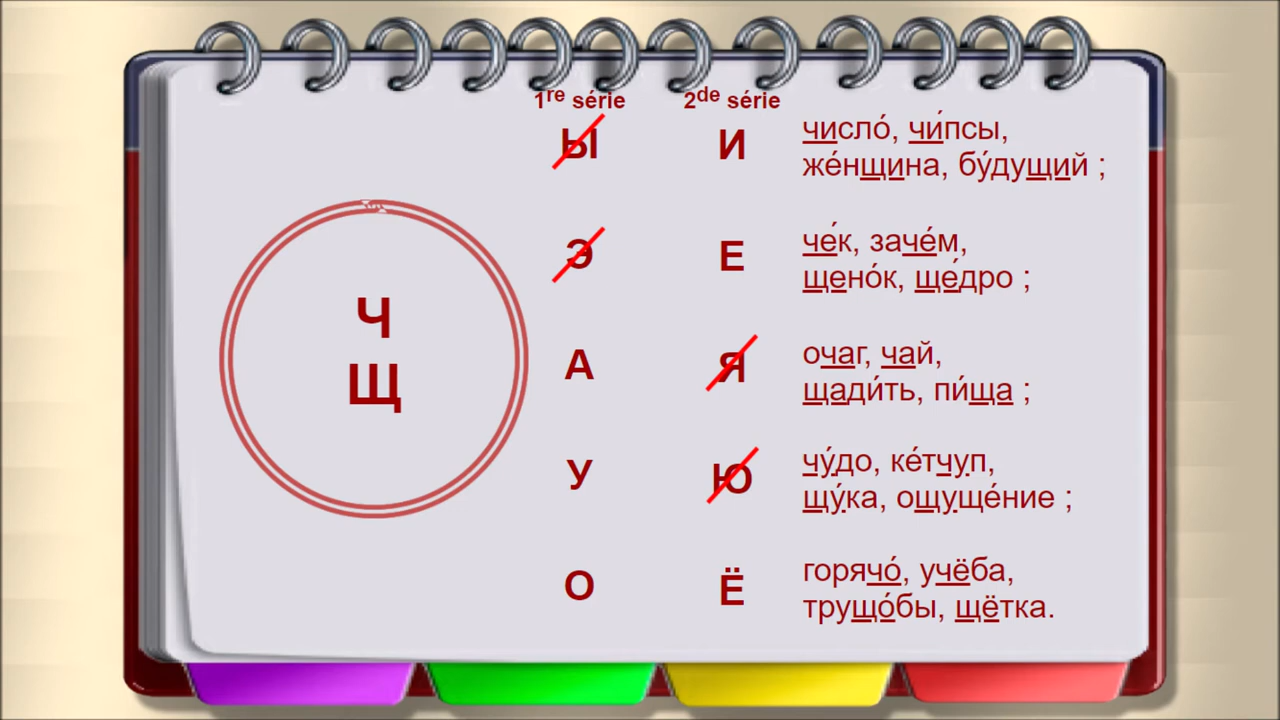 1re série 2de série
Ы И число́, чи́псы,
же́нщина, бу́дущий ;
Э Е че́к, заче́м,
щено́к, ще́дро ;
Ч
Щ
А Я очаг, чай,
щади́ть, пи́ща ;
У Ю чу́до, ке́тчуп,
щу́ка, ощуще́ние ;
О Ё горячо́, учёба,
трущо́бы, щётка.